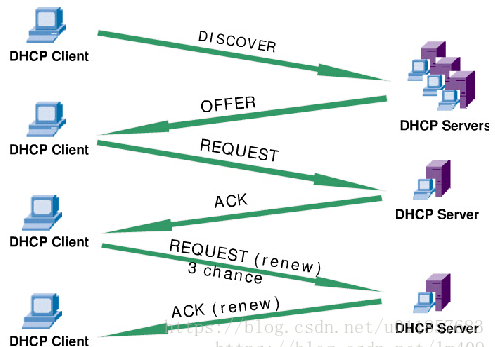 DHCP Client
DISCOVER
DHCP Servers
OFFER
DHCP Client
REQUEST
DHCP Server
ACK
DHCP Client
REQUEST (renew)
3 chance
DHCP Server
ACK (renew)
DHCP Client
https://blog.csdn.net/